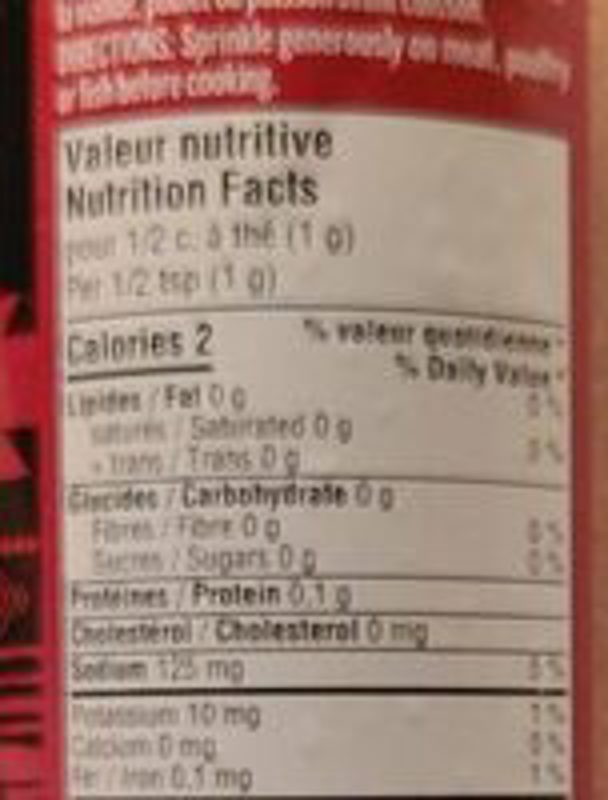 DIRECTIONS: Sprinkle generously on meat, poultry
or fish before cooking.
Valeur nutritive
Nutrition Facts
pour 1/2 c. à thé (1 g)
Per 1/2 tsp (1 g)
Calories 2
% valeur quotidienne*
% Daily Value*
Lipides / Fat 0 g 0 %
saturés / Saturated 0 g
+ trans / Trans 0 g 0 %
Glucides / Carbohydrate 0 g
Fibres / Fibre 0 g 0 %
Sucres / Sugars 0 g 0 %
Protéines / Protein 0,1 g
Cholestérol / Cholesterol 0 mg
Sodium 125 mg 5 %
Potassium 10 mg 1 %
Calcium 0 mg 0 %
Fer / Iron 0,1 mg 1 %